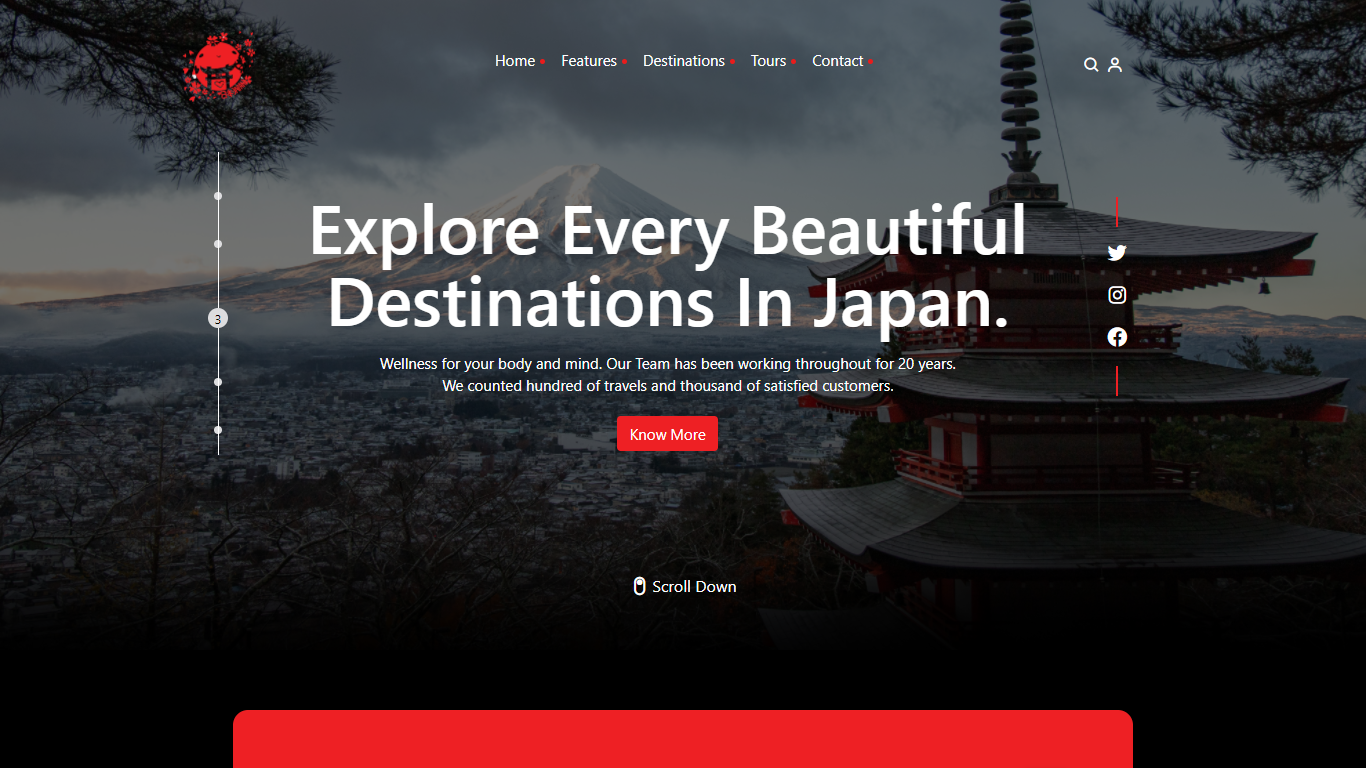 Home
Features
Destinations
Tours
Contact
3
Explore Every Beautiful
Destinations In Japan.
Wellness for your body and mind. Our Team has been working throughout for 20 years.
We counted hundred of travels and thousand of satisfied customers.
Know More
Scroll Down